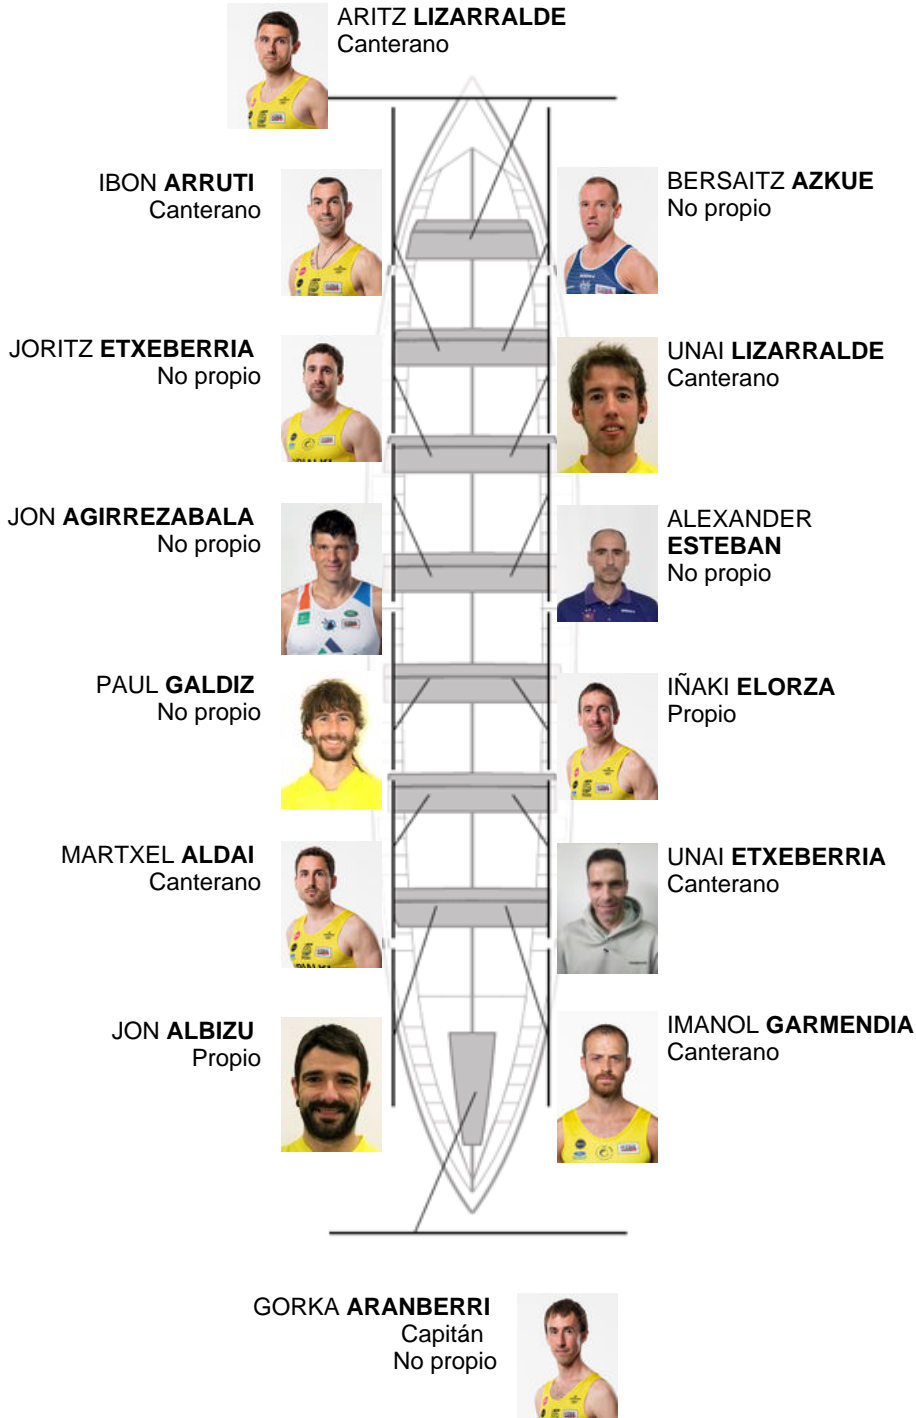 ARITZ LIZARRALDE
Canterano
IBON ARRUTI
Canterano
BERSAITZ AZKUE
No propio
JORITZ ETXEBERRIA
No propio
UNAI LIZARRALDE
Canterano
JON AGIRREZABALA
No propio
ALEXANDER
ESTEBAN
No propio
PAUL GALDIZ
No propio
IÑAKI ELORZA
Propio
MARTXEL ALDAI
Canterano
UNAI ETXEBERRIA
Canterano
JON ALBIZU
Propio
IMANOL GARMENDIA
Canterano
GORKA ARANBERRI
Capitán
No propio